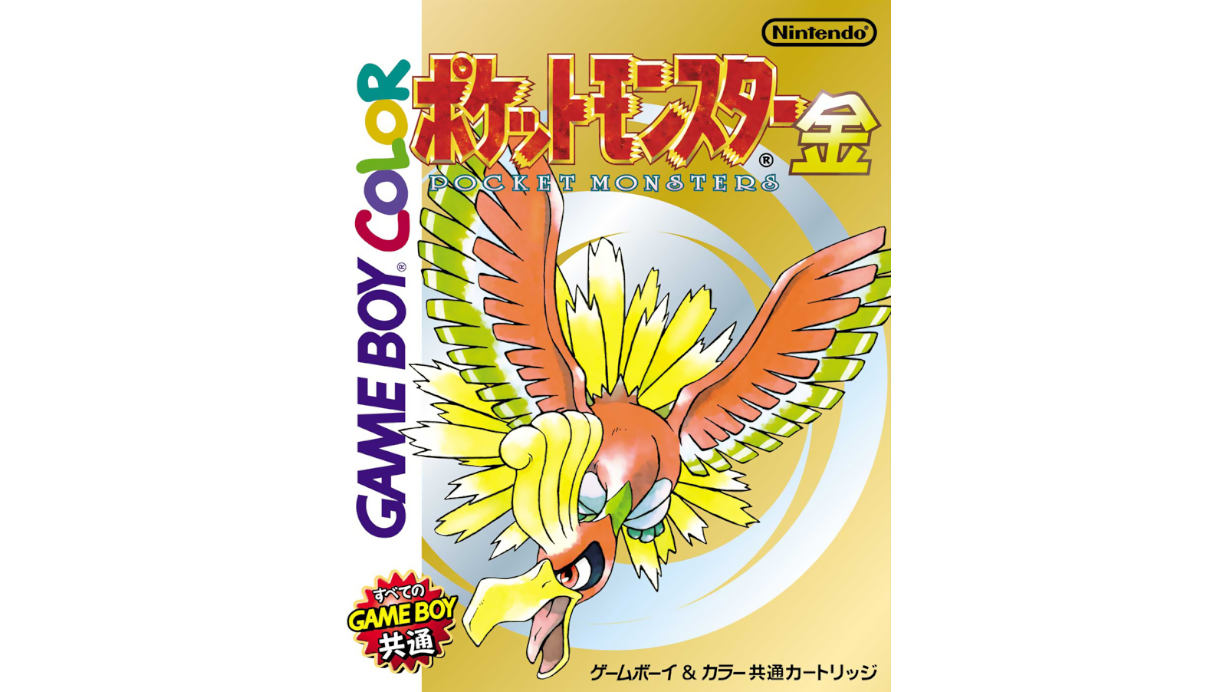 Nintendo®
ポケットモンスター金
®
POCKET MONSTERS
GAME BOY® COLOR
すべての
GAME BOY
共通
ゲームボーイ & カラー共通カートリッジ